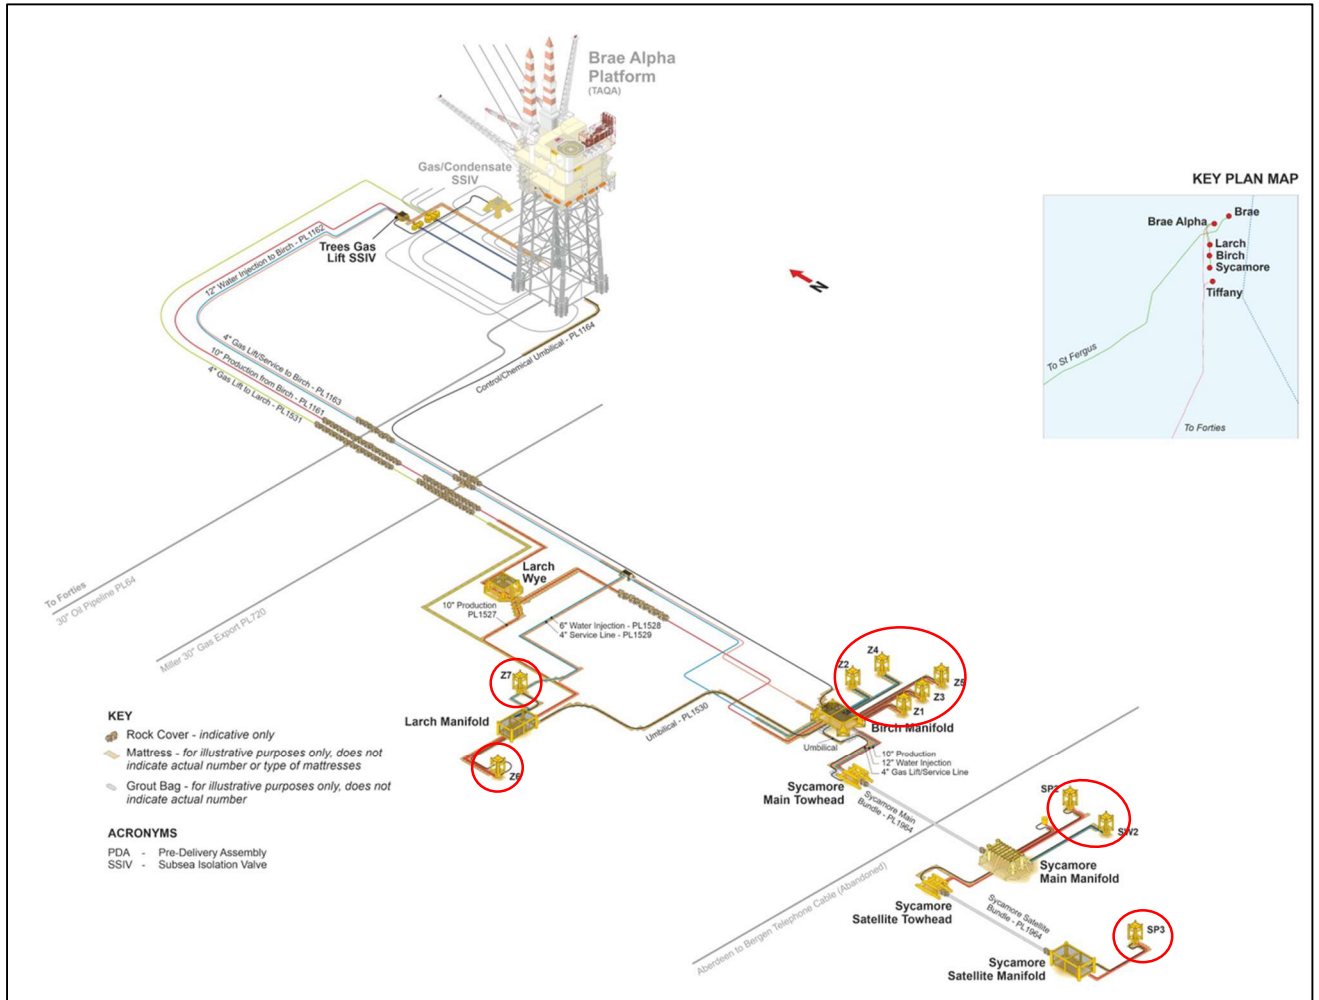 Brae Alpha
Platform
(TAQA)
Gas/Condensate
SSIV
Trees Gas
Lift SSIV
12" Water Injection to Birch - PL1162
4" Gas Lift/Service to Birch - PL1163
10" Production from Birch - PL1161
4" Gas Lift to Larch - PL1531
Control/Chemical Umbilical - PL1164
N
KEY PLAN MAP
Brae Alpha
Brae
Larch
Birch
Sycamore
Tiffany
To St Fergus
To Forties
To Forties
30" Oil Pipeline PL64
Miller 30" Gas Export PL720
Larch
Wye
10" Production
PL1527
6" Water Injection - PL1528
4" Service Line - PL1529
Z7
Larch Manifold
Z6
Umbilical - PL1530
Z2
Z4
Z5
Z3
Z1
Birch Manifold
Umbilical
10" Production
12" Water Injection
4" Gas Lift/Service Line
Sycamore
Main Towhead
Sycamore Main
Bundle - PL1964
SP2
SW2
Sycamore
Main Manifold
Sycamore
Satellite Towhead
Sycamore Satellite
Bundle - PL1964
SP3
Sycamore
Satellite Manifold
Aberdeen to Bergen Telephone Cable (Abandoned)
KEY
Rock Cover - indicative only
Mattress - for illustrative purposes only, does not
indicate actual number or type of mattresses
Grout Bag - for illustrative purposes only, does not
indicate actual number
ACRONYMS
PDA - Pre-Delivery Assembly
SSIV - Subsea Isolation Valve